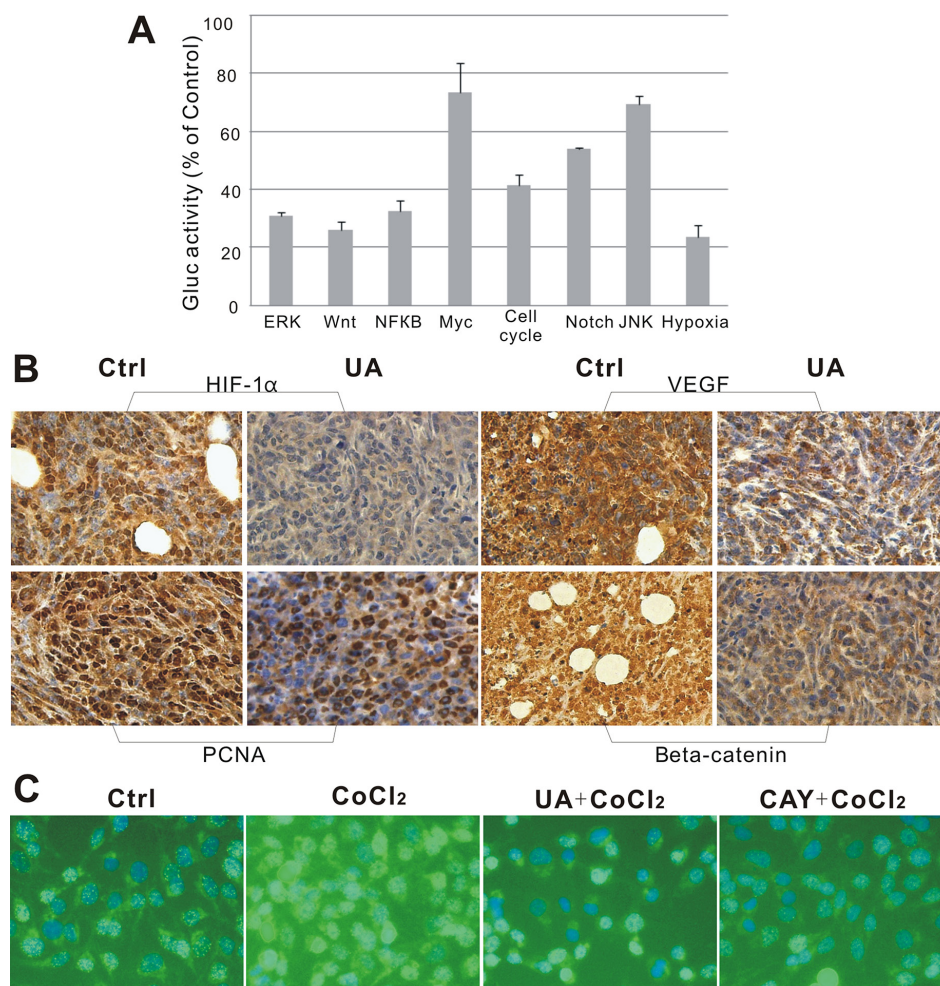 A
Gluc activity (% of Control)
100
80
60
40
20
0
ERK Wnt NFKB Myc Cell cycle Notch JNK Hypoxia
B
Ctrl UA Ctrl UA
HIF-1α VEGF
PCNA Beta-catenin
C
Ctrl CoCl₂ UA+CoCl₂ CAY+CoCl₂